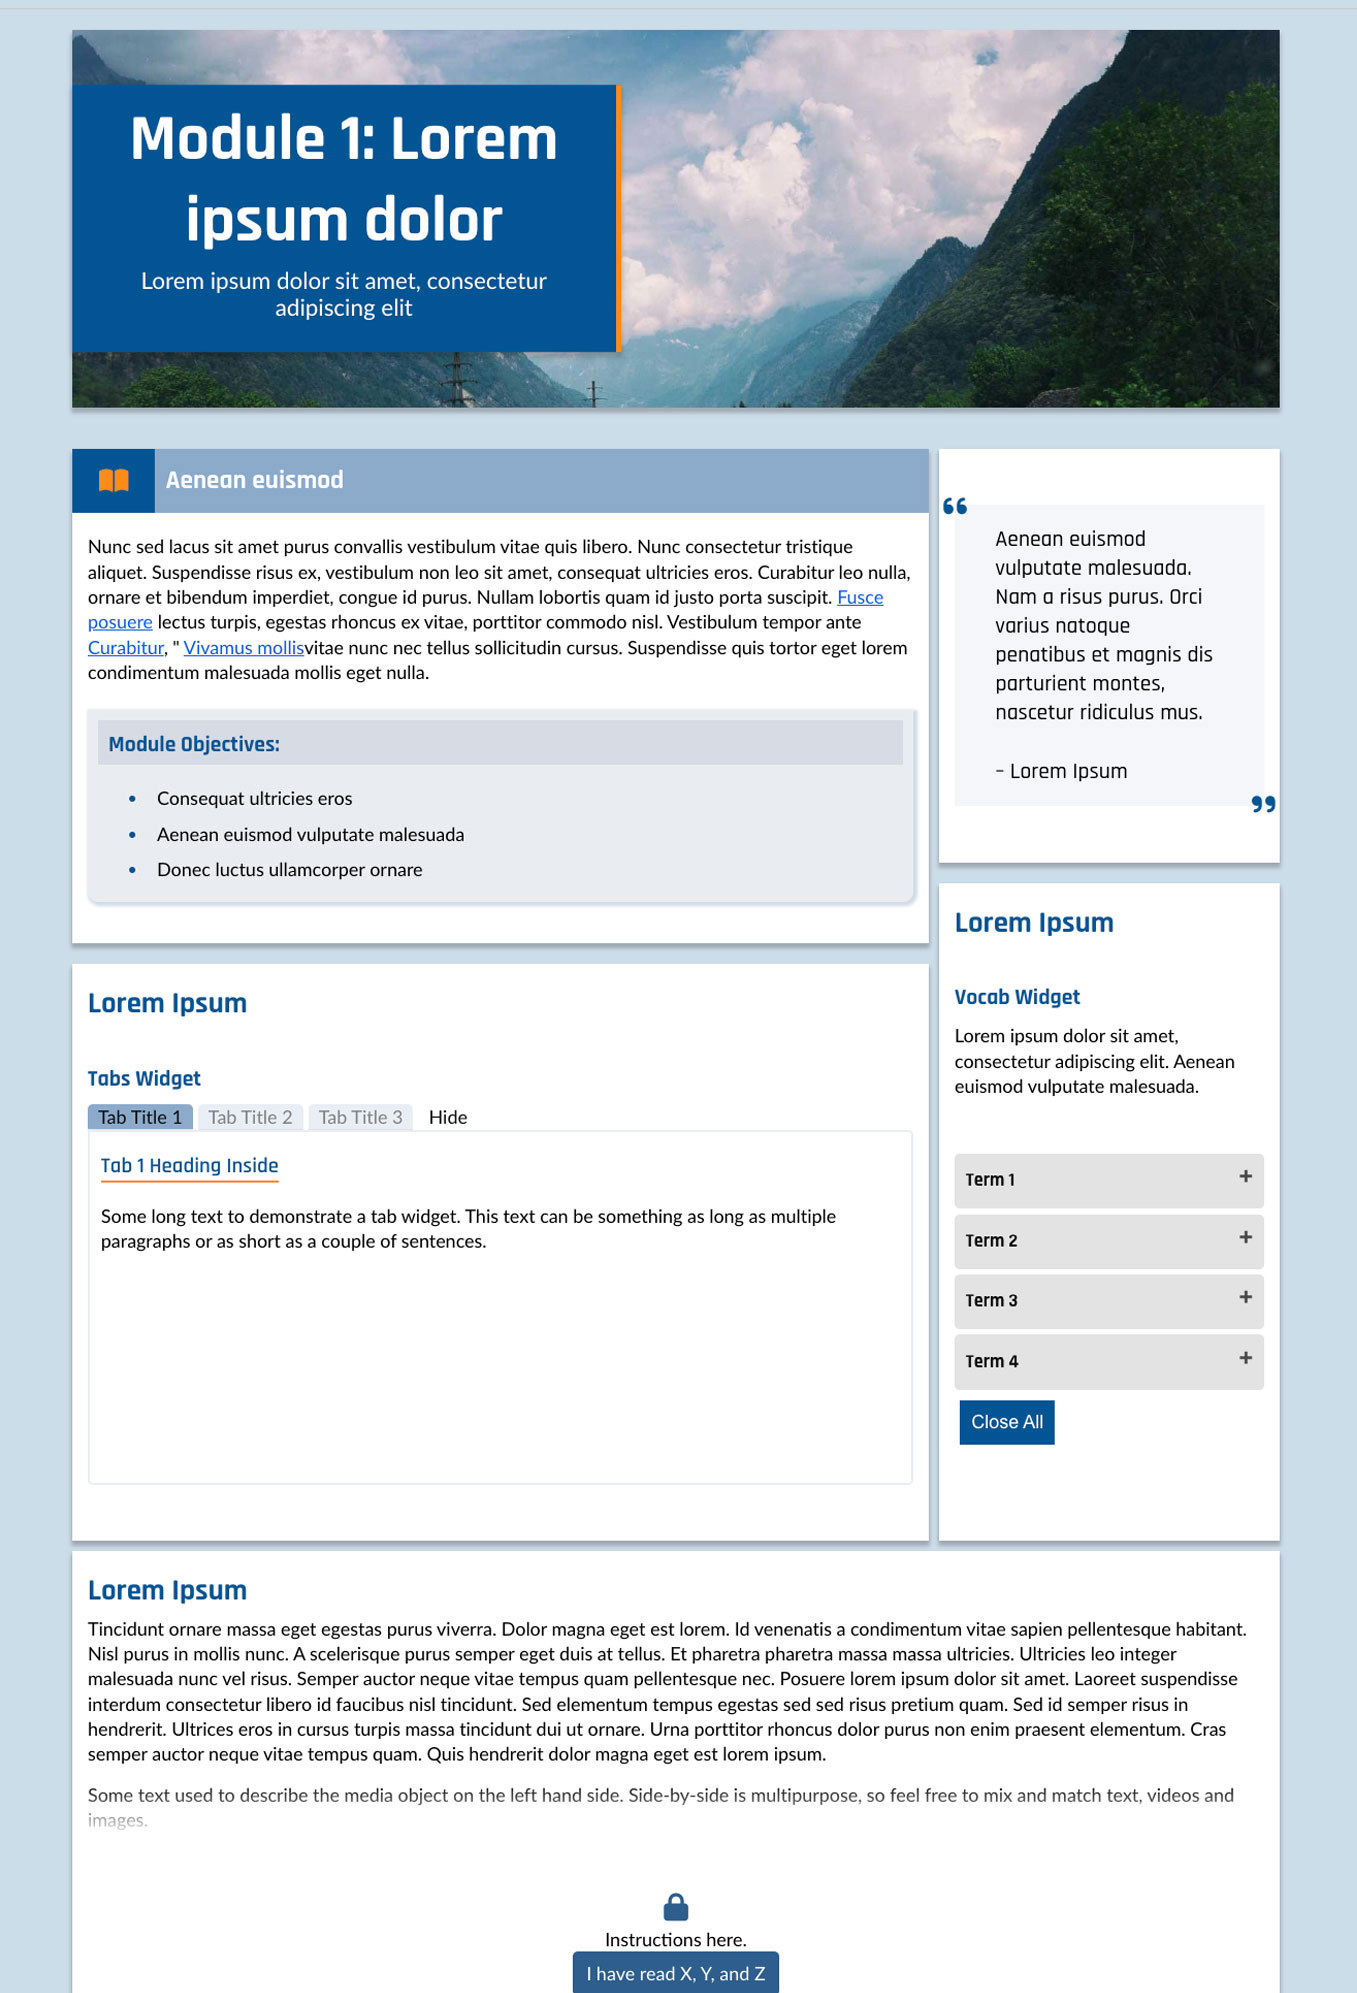 Module 1: Lorem
ipsum dolor
Lorem ipsum dolor sit amet, consectetur
adipiscing elit
Aenean euismod
Nunc sed lacus sit amet purus convallis vestibulum vitae quis libero. Nunc consectetur tristique
aliquet. Suspendisse risus ex, vestibulum non leo sit amet, consequat ultricies eros. Curabitur leo nulla,
ornare et bibendum imperdiet, congue id purus. Nullam lobortis quam id justo porta suscipit. Fusce
posuere lectus turpis, egestas rhoncus ex vitae, porttitor commodo nisl. Vestibulum tempor ante
Curabitur, " Vivamus mollisvitae nunc nec tellus sollicitudin cursus. Suspendisse quis tortor eget lorem
condimentum malesuada mollis eget nulla.
Module Objectives:
• Consequat ultricies eros
• Aenean euismod vulputate malesuada
• Donec luctus ullamcorper ornare
“
Aenean euismod
vulputate malesuada.
Nam a risus purus. Orci
varius natoque
penatibus et magnis dis
parturient montes,
nascetur ridiculus mus.
– Lorem Ipsum
”
Lorem Ipsum
Tabs Widget
Tab Title 1 Tab Title 2 Tab Title 3 Hide
Tab 1 Heading Inside
Some long text to demonstrate a tab widget. This text can be something as long as multiple
paragraphs or as short as a couple of sentences.
Lorem Ipsum
Vocab Widget
Lorem ipsum dolor sit amet,
consectetur adipiscing elit. Aenean
euismod vulputate malesuada.
Term 1 +
Term 2 +
Term 3 +
Term 4 +
Close All
Lorem Ipsum
Tincidunt ornare massa eget egestas purus viverra. Dolor magna eget est lorem. Id venenatis a condimentum vitae sapien pellentesque habitant.
Nisl purus in mollis nunc. A scelerisque purus semper eget duis at tellus. Et pharetra pharetra massa massa ultricies. Ultricies leo integer
malesuada nunc vel risus. Semper auctor neque vitae tempus quam pellentesque nec. Posuere lorem ipsum dolor sit amet. Laoreet suspendisse
interdum consectetur libero id faucibus nisl tincidunt. Sed elementum tempus egestas sed sed risus pretium quam. Sed id semper risus in
hendrerit. Ultrices eros in cursus turpis massa tincidunt dui ut ornare. Urna porttitor rhoncus dolor purus non enim praesent elementum. Cras
semper auctor neque vitae tempus quam. Quis hendrerit dolor magna eget est lorem ipsum.
Some text used to describe the media object on the left hand side. Side-by-side is multipurpose, so feel free to mix and match text, videos and
images.
Instructions here.
I have read X, Y, and Z